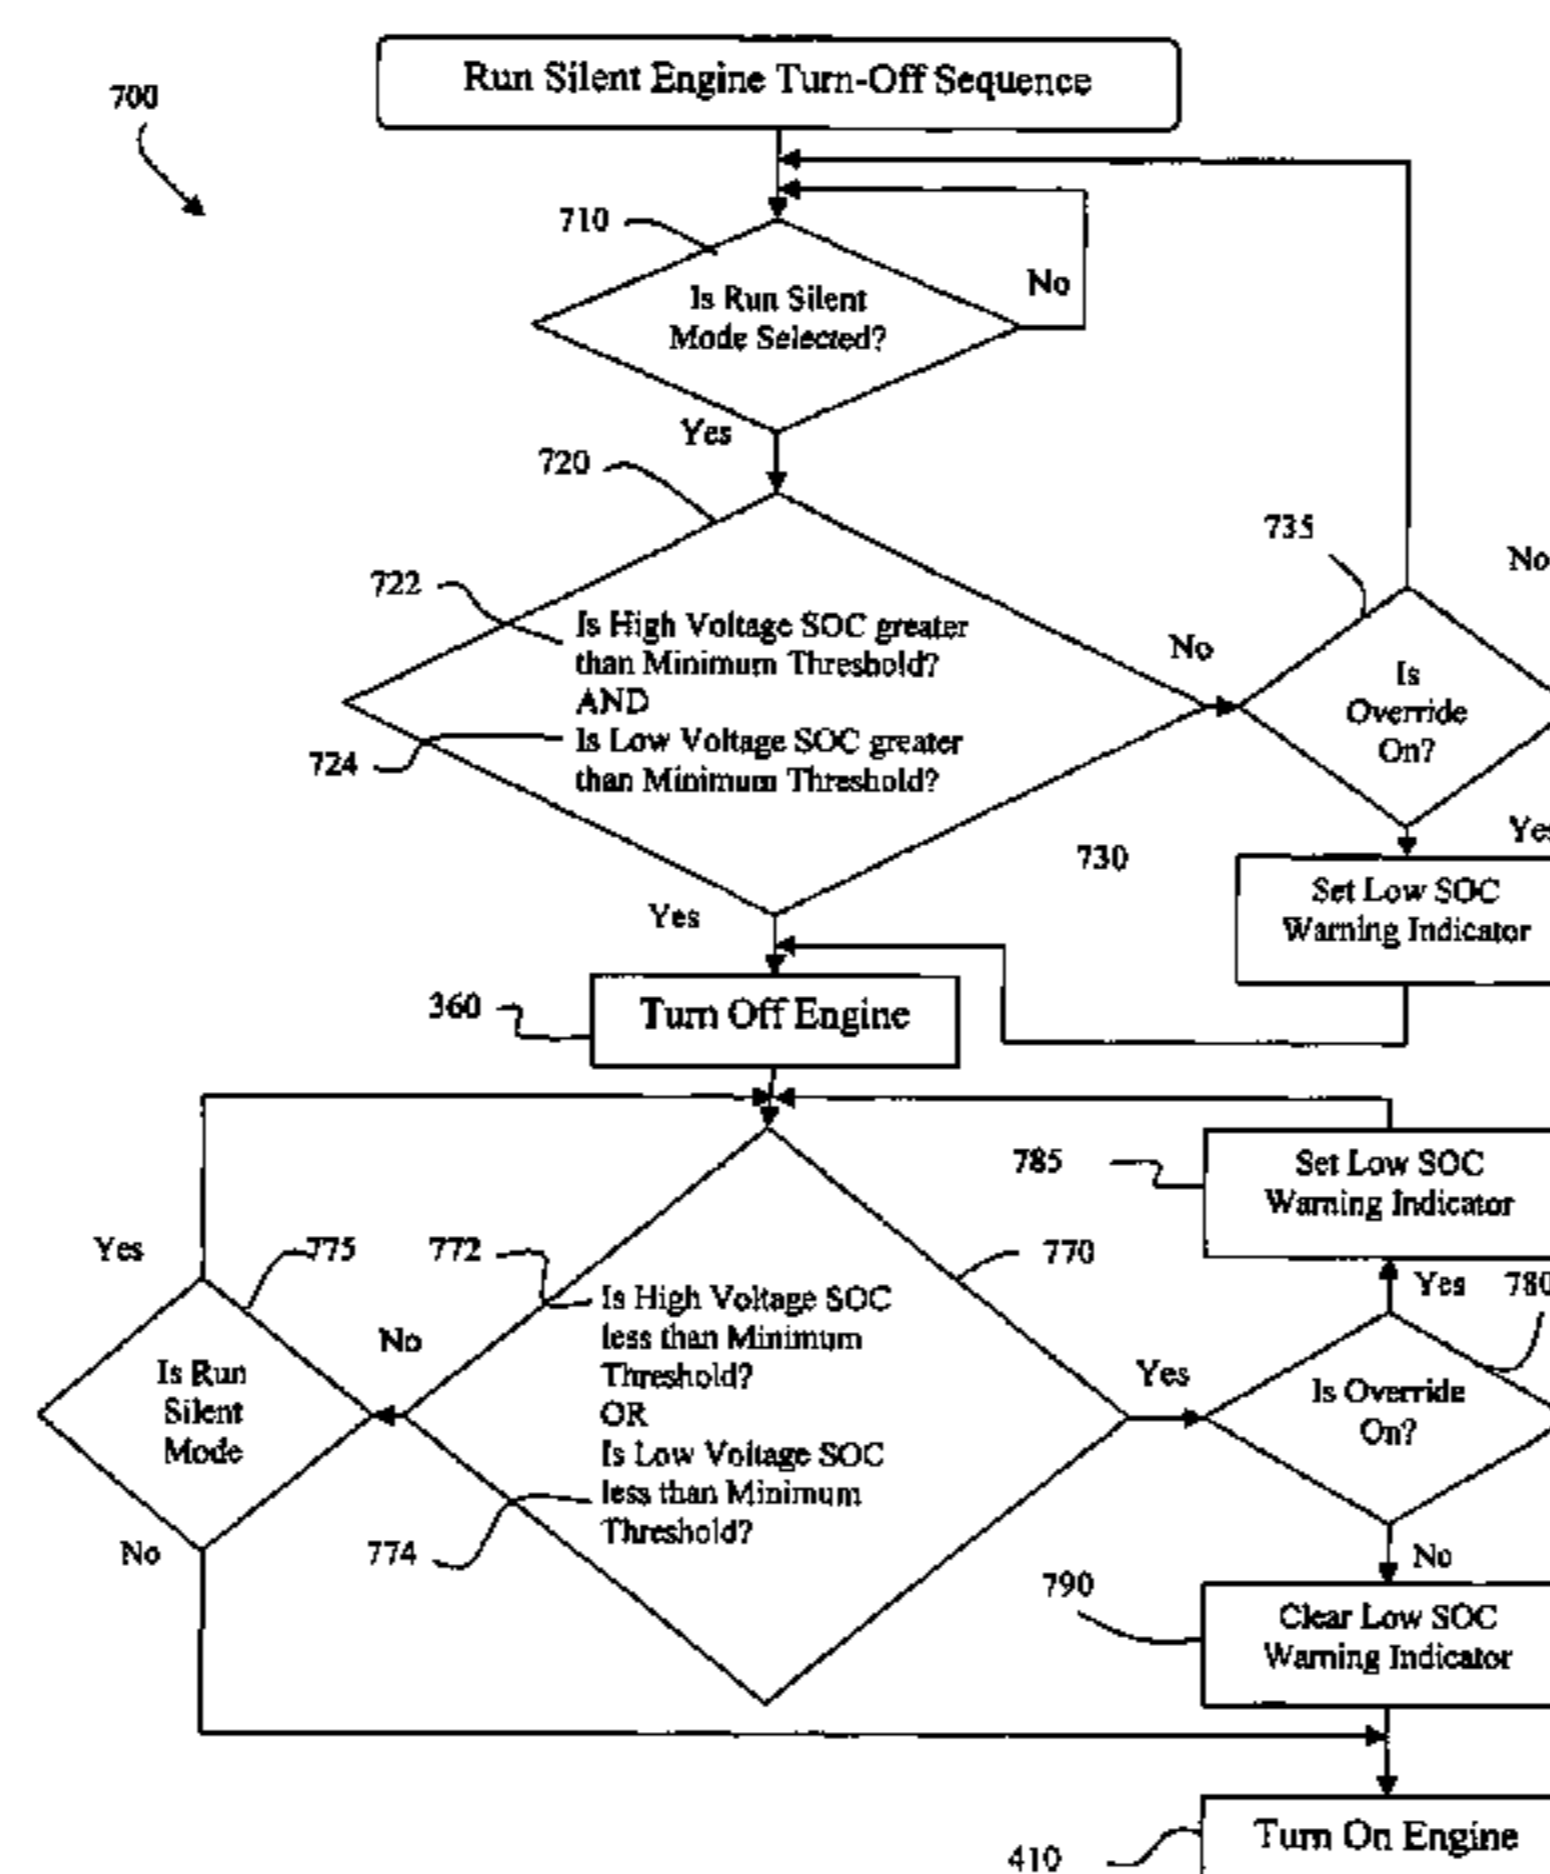 Run Silent Engine Turn-Off Sequence
700
710
Is Run Silent
Mode Selected?
No
Yes
720
722
Is High Voltage SOC greater
than Minimum Threshold?
AND
724
Is Low Voltage SOC greater
than Minimum Threshold?
No
735
No
Is
Override
On?
Yes
730
Set Low SOC
Warning Indicator
Yes
360
Turn Off Engine
785
Set Low SOC
Warning Indicator
Yes
775
772
770
Yes
780
Is Run
Silent
Mode
No
Is High Voltage SOC
less than Minimum
Threshold?
OR
Is Low Voltage SOC
less than Minimum
Threshold?
Yes
Is Override
On?
No
774
No
790
Clear Low SOC
Warning Indicator
410
Turn On Engine